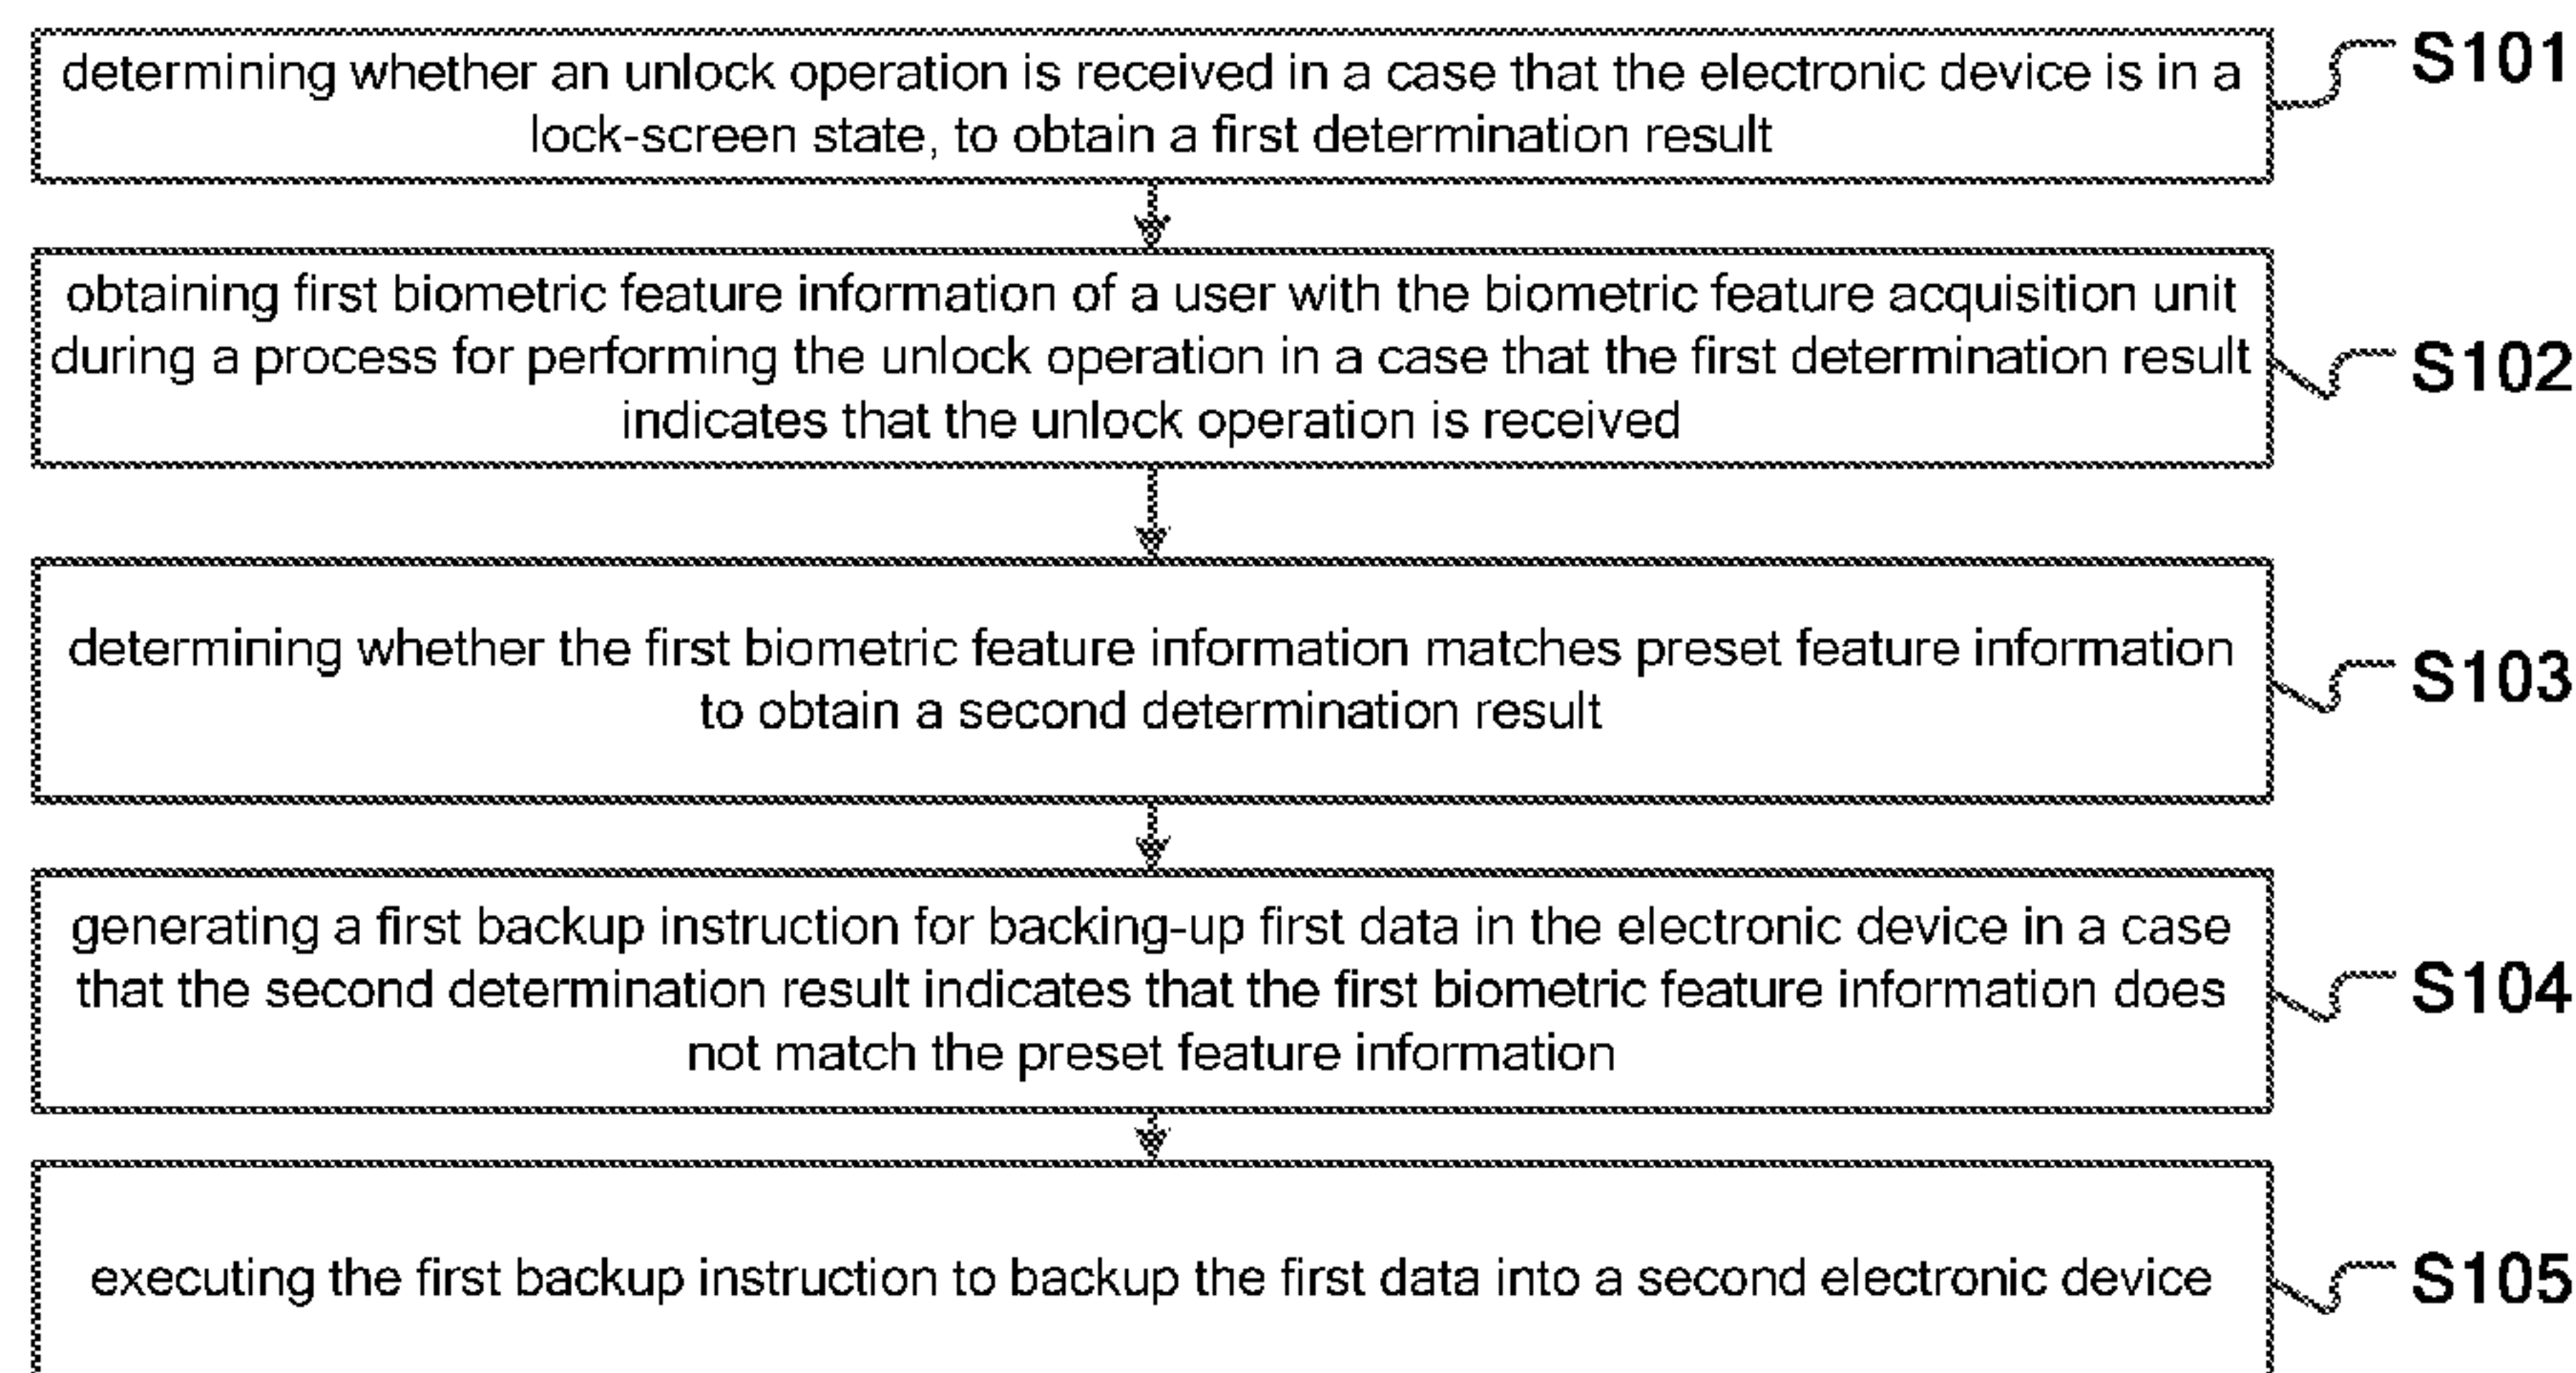 determining whether an unlock operation is received in a case that the electronic device is in a
lock-screen state, to obtain a first determination result
S101
obtaining first biometric feature information of a user with the biometric feature acquisition unit
during a process for performing the unlock operation in a case that the first determination result
indicates that the unlock operation is received
S102
determining whether the first biometric feature information matches preset feature information
to obtain a second determination result
S103
generating a first backup instruction for backing-up first data in the electronic device in a case
that the second determination result indicates that the first biometric feature information does
not match the preset feature information
S104
executing the first backup instruction to backup the first data into a second electronic device
S105